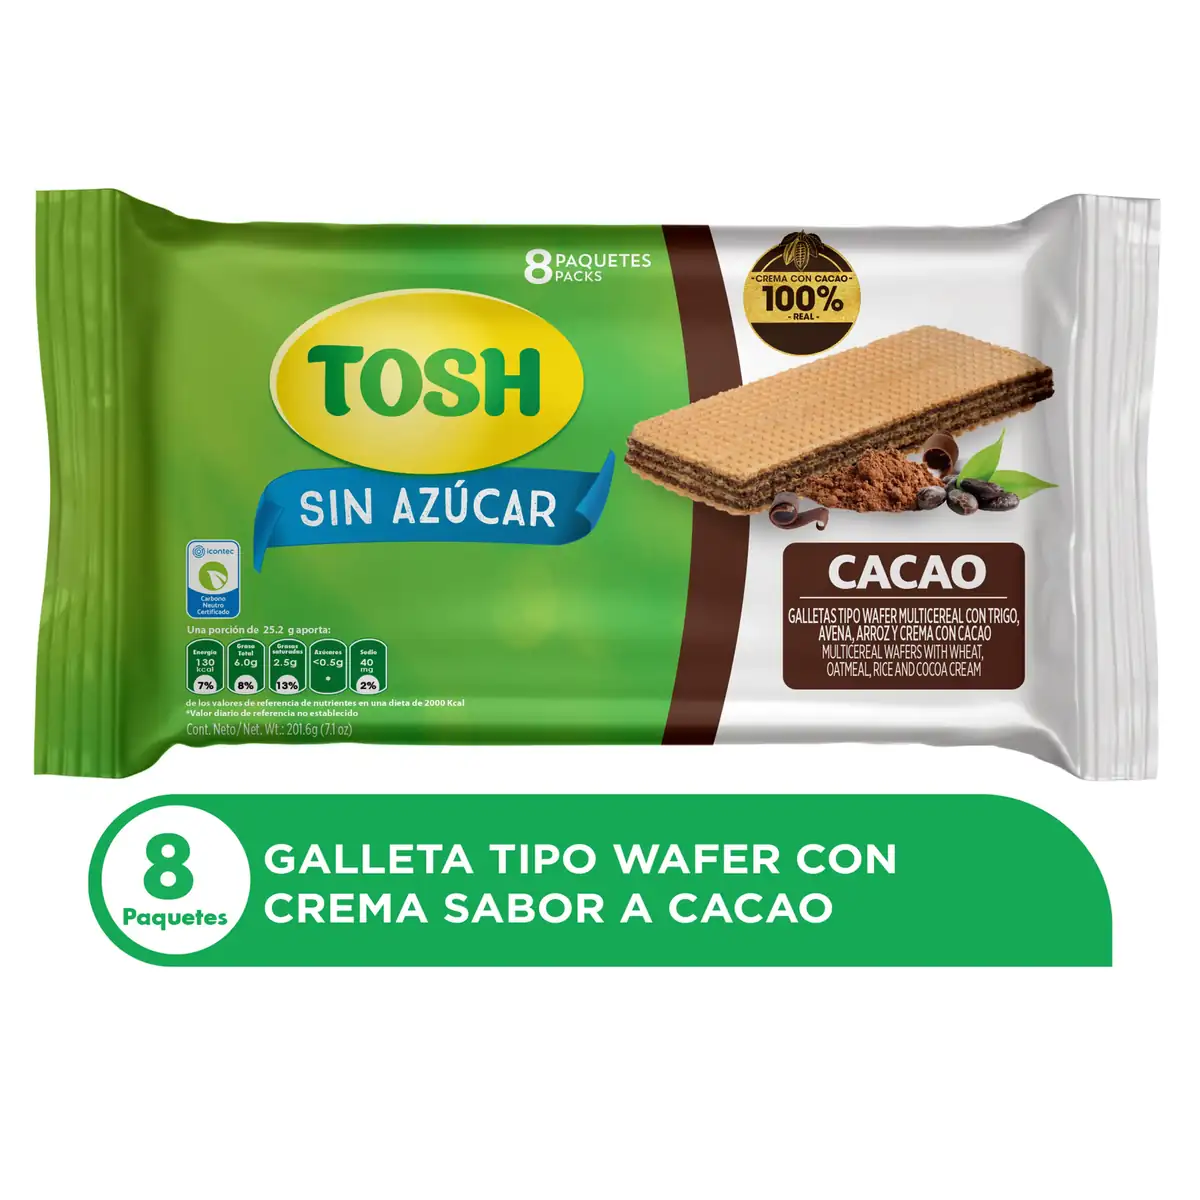 8 PAQUETES
PACKS
-CREMA CON CACAO-
100%
- REAL -
TOSH
SIN AZÚCAR
icontec
Carbono
Neutro
Certificado
CACAO
GALLETAS TIPO WAFER MULTICEREAL CON TRIGO,
AVENA, ARROZ Y CREMA CON CACAO
MULTICEREAL WAFERS WITH WHEAT,
OATMEAL, RICE AND COCOA CREAM
Una porción de 25.2 g aporta:
Energía
130
kcal
7%
Grasa
Total
6.0g
8%
Grasas
saturadas
2.5g
13%
Azúcares
<0.5g
*
Sodio
40
mg
2%
de los valores de referencia de nutrientes en una dieta de 2000 Kcal
*Valor diario de referencia no establecido
Cont. Neto / Net. Wt.: 201.6g (7.1 oz)
8
Paquetes
GALLETA TIPO WAFER CON
CREMA SABOR A CACAO